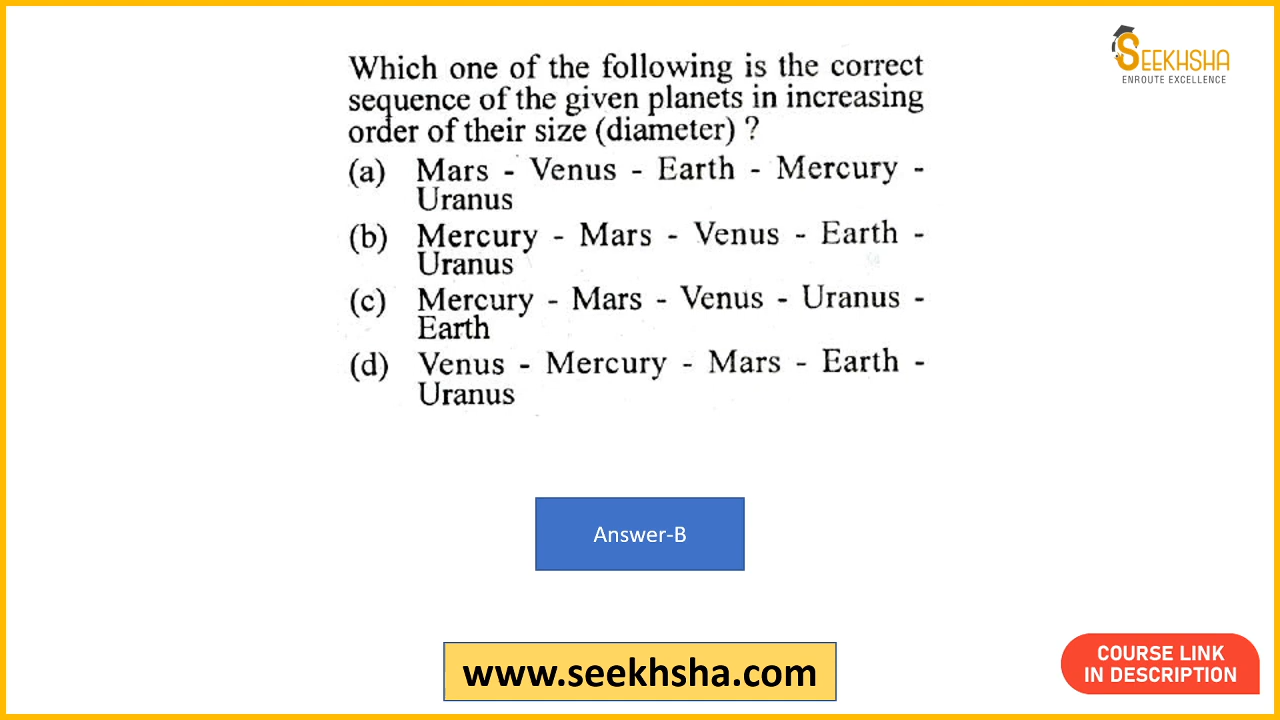 SEEKHSHA
ENROUTE EXCELLENCE
Which one of the following is the correct
sequence of the given planets in increasing
order of their size (diameter) ?
(a) Mars - Venus - Earth - Mercury -
Uranus
(b) Mercury - Mars - Venus - Earth -
Uranus
(c) Mercury - Mars - Venus - Uranus -
Earth
(d) Venus - Mercury - Mars - Earth -
Uranus
Answer-B
www.seekhsha.com
COURSE LINK
IN DESCRIPTION